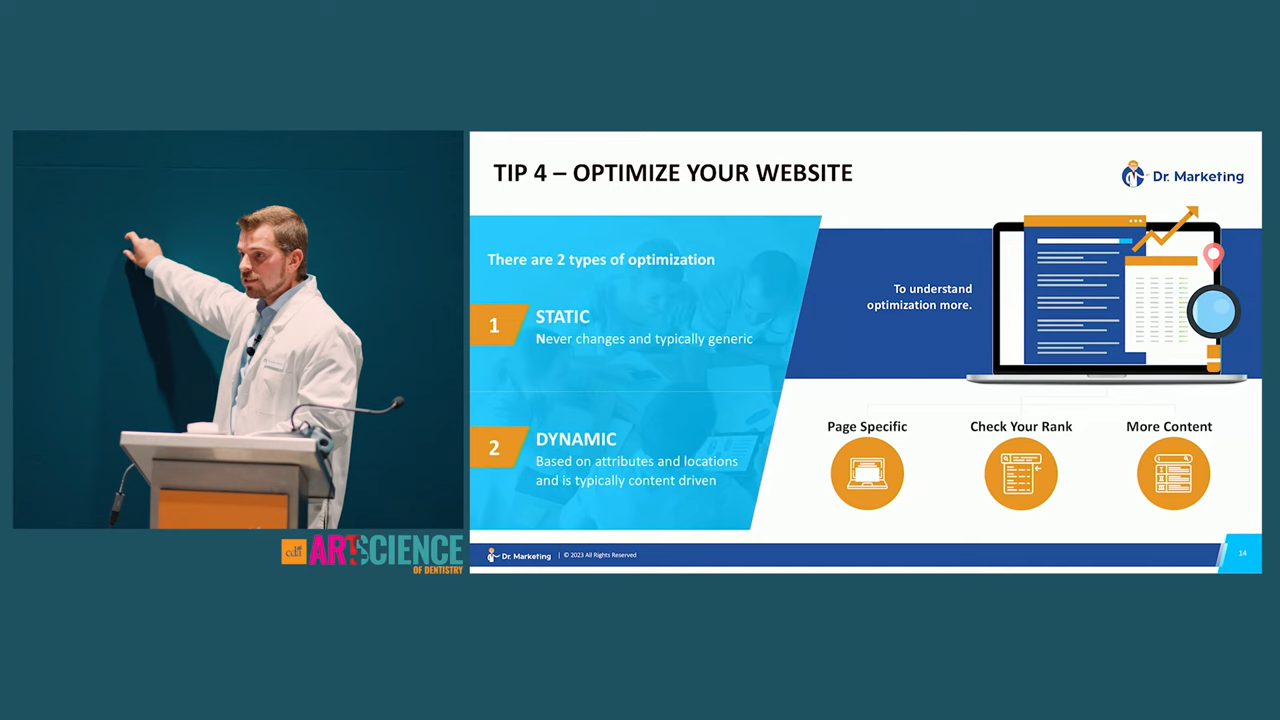 TIP 4 – OPTIMIZE YOUR WEBSITE
Dr. Marketing
There are 2 types of optimization
1
STATIC
Never changes and typically generic
2
DYNAMIC
Based on attributes and locations
and is typically content driven
To understand
optimization more.
Page Specific
Check Your Rank
More Content
Dr. Marketing | © 2023 All Rights Reserved
14
cda
ART SCIENCE
OF DENTISTRY